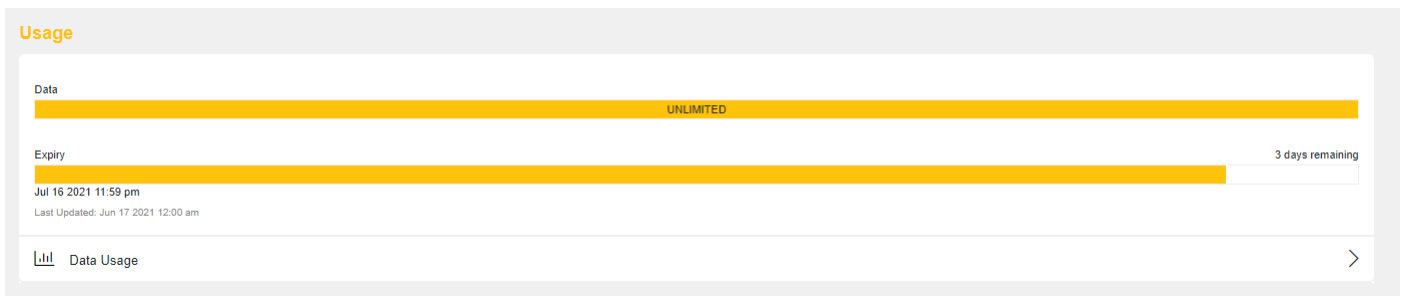 Usage
Data
UNLIMITED
Expiry
3 days remaining
Jul 16 2021 11:59 pm
Last Updated: Jun 17 2021 12:00 am
Data Usage